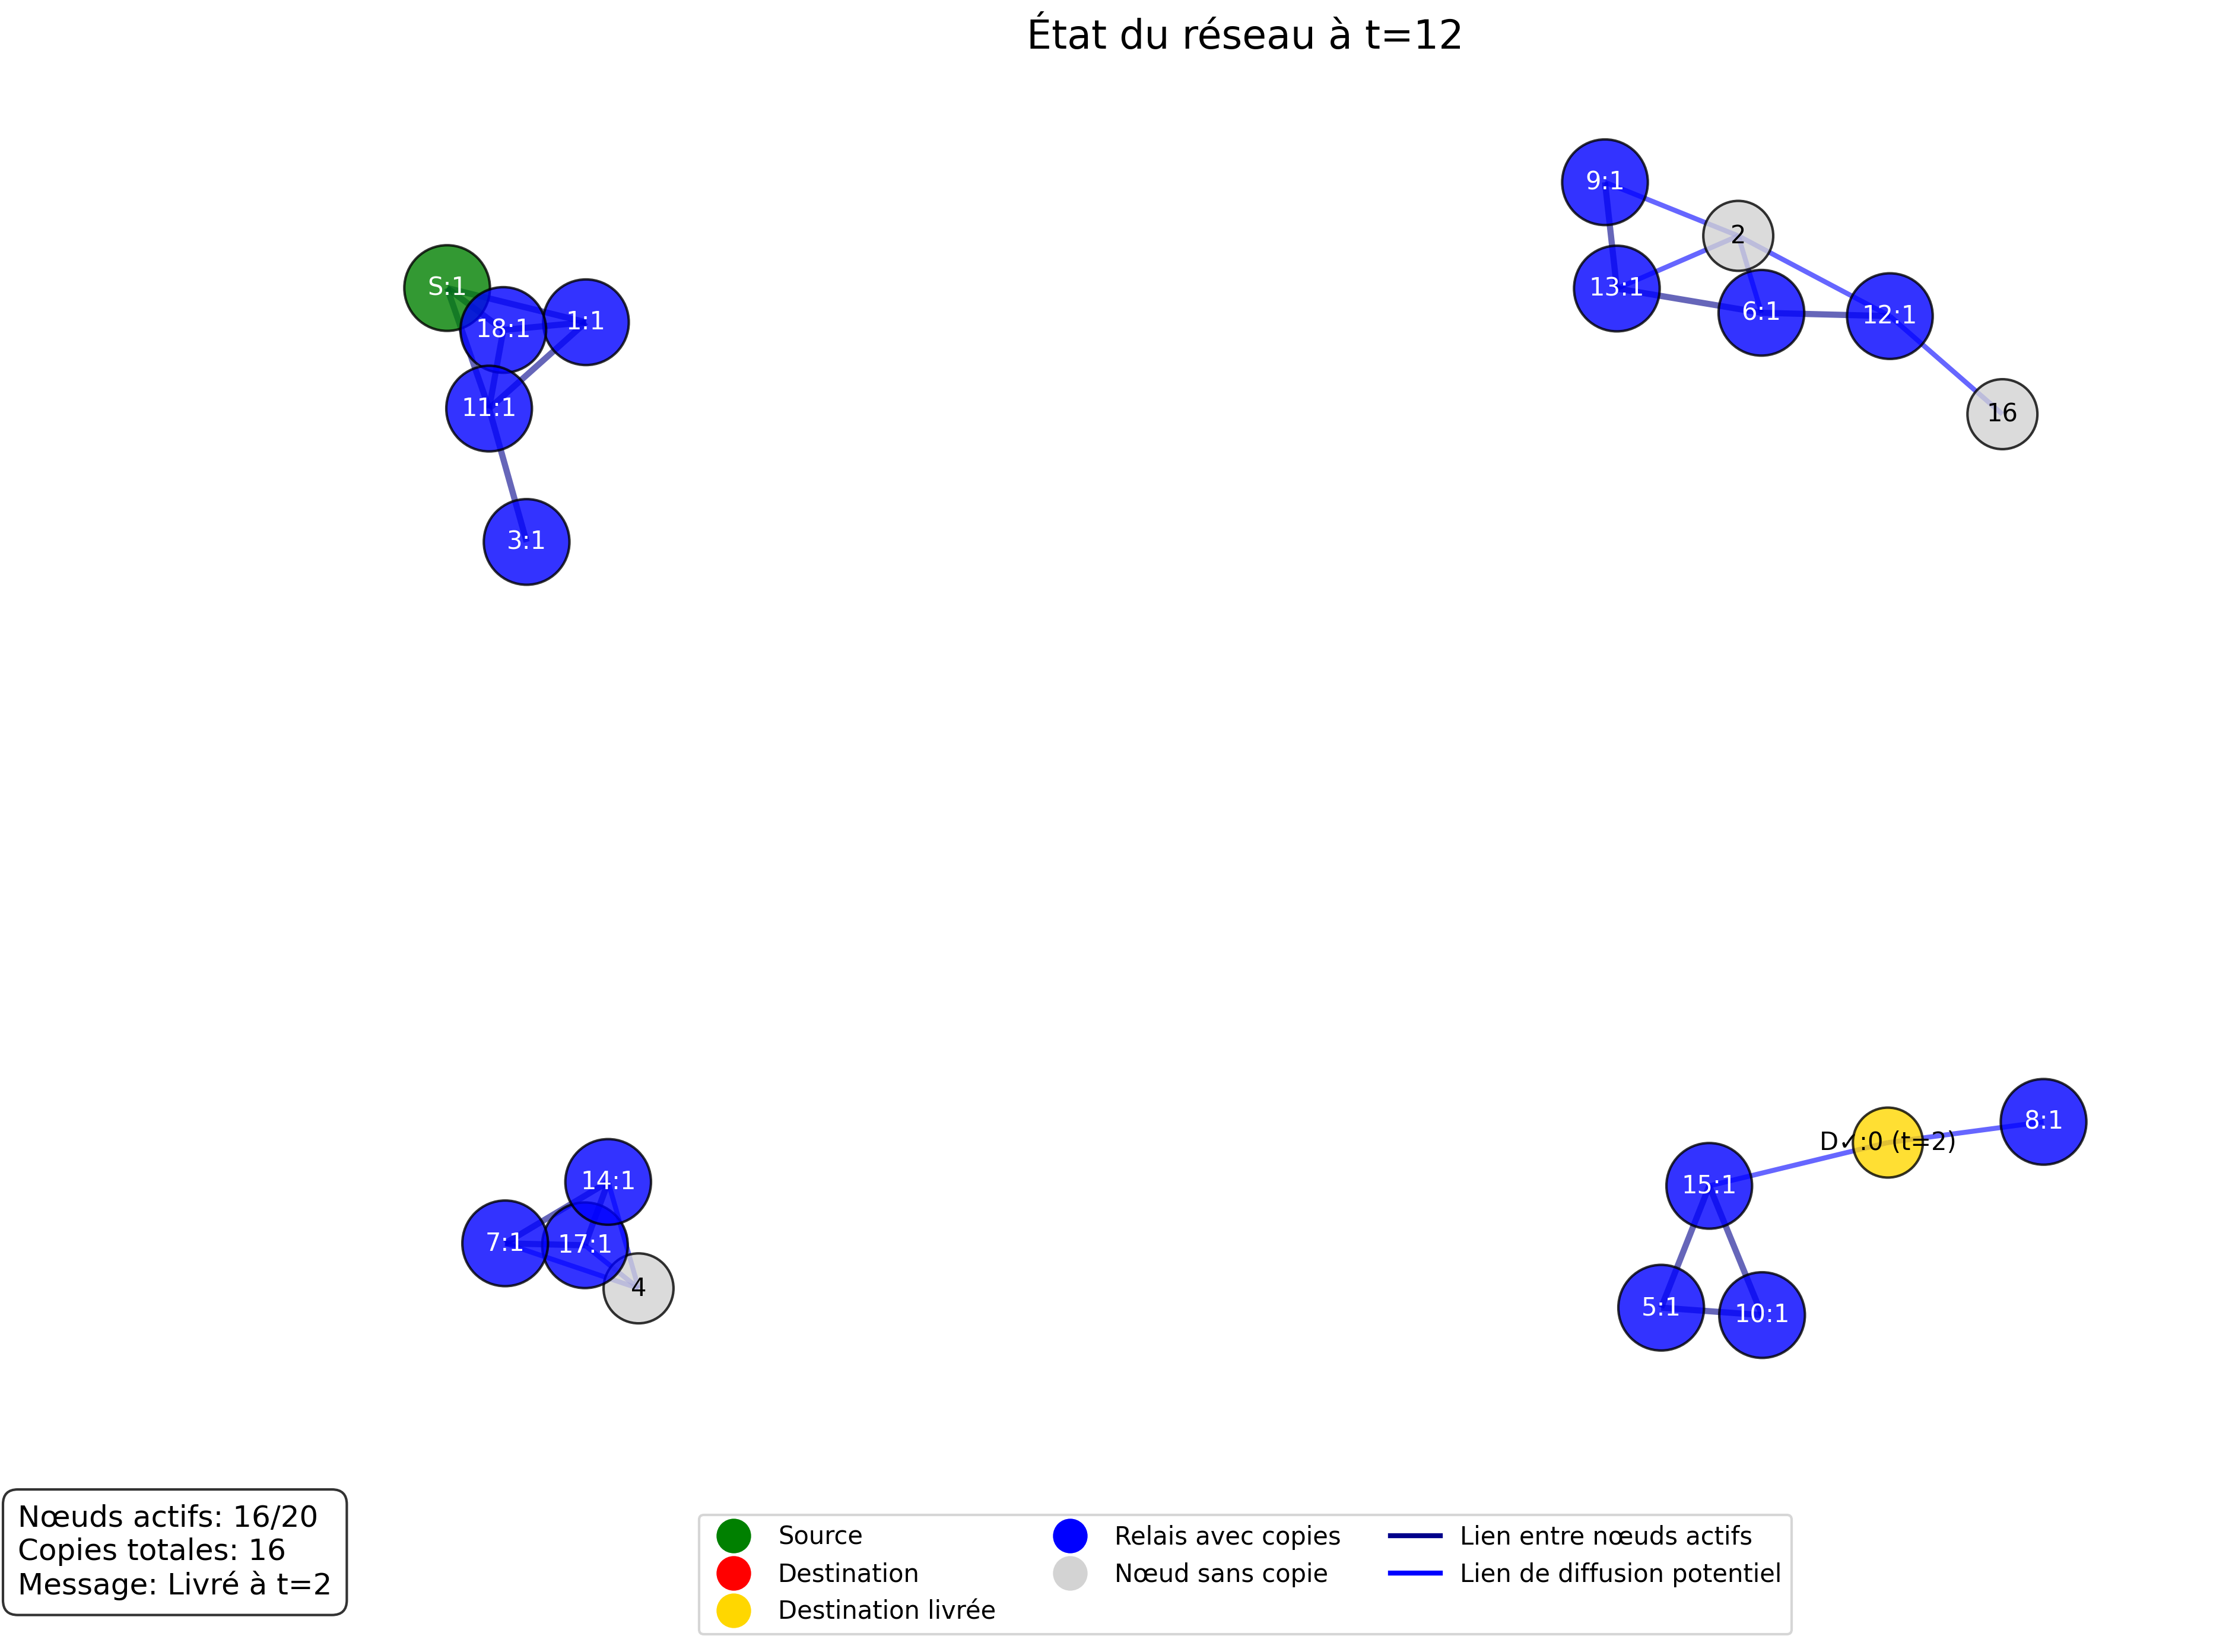 État du réseau à t=12
9:1
2
S:1
13:1
18:1
1:1
6:1
12:1
11:1
16
3:1
8:1
D✓:0 (t=2)
14:1
15:1
7:1
17:1
4
5:1
10:1
Nœuds actifs: 16/20
Copies totales: 16
Message: Livré à t=2
Source
Destination
Destination livrée
Relais avec copies
Nœud sans copie
Lien entre nœuds actifs
Lien de diffusion potentiel